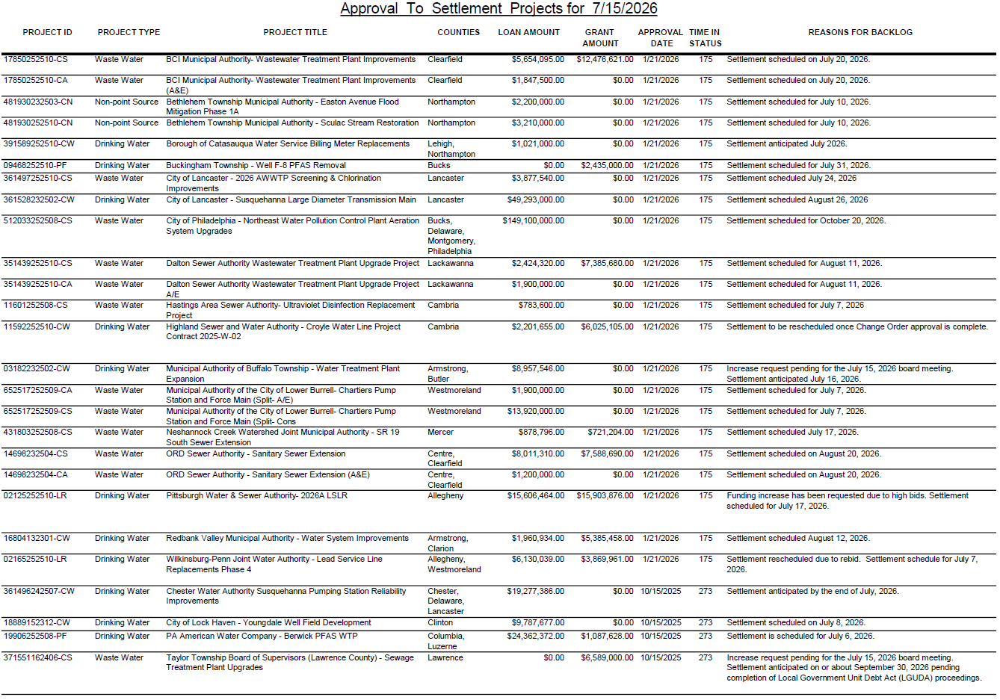 Approval To Settlement Projects for 7/15/2026
PROJECT ID PROJECT TYPE PROJECT TITLE COUNTIES LOAN AMOUNT GRANT AMOUNT APPROVAL DATE TIME IN STATUS REASONS FOR BACKLOG
17850252510-CS Waste Water BCI Municipal Authority- Wastewater Treatment Plant Improvements Clearfield $5,654,095.00 $12,476,621.00 1/21/2026 175 Settlement scheduled on July 20, 2026.
17850252510-CA Waste Water BCI Municipal Authority- Wastewater Treatment Plant Improvements Clearfield $1,847,500.00 $0.00 1/21/2026 175 Settlement scheduled on July 20, 2026.
(A&E)
481930232503-CN Non-point Source Bethlehem Township Municipal Authority - Easton Avenue Flood Northampton $2,200,000.00 $0.00 1/21/2026 175 Settlement scheduled for July 10, 2026.
Mitigation Phase 1A
481930252510-CN Non-point Source Bethlehem Township Municipal Authority - Sculac Stream Restoration Northampton $3,210,000.00 $0.00 1/21/2026 175 Settlement scheduled for July 10, 2026.
391589252510-CW Drinking Water Borough of Catasauqua Water Service Billing Meter Replacements Lehigh, $1,021,000.00 $0.00 1/21/2026 175 Settlement anticipated July 2026.
Northampton
09468252510-PF Drinking Water Buckingham Township - Well F-8 PFAS Removal Bucks $0.00 $2,435,000.00 1/21/2026 175 Settlement scheduled for July 31, 2026.
361497252510-CS Waste Water City of Lancaster - 2026 AWWTP Screening & Chlorination Lancaster $3,877,540.00 $0.00 1/21/2026 175 Settlement scheduled July 24, 2026
Improvements
361528232502-CW Drinking Water City of Lancaster - Susquehanna Large Diameter Transmission Main Lancaster $49,293,000.00 $0.00 1/21/2026 175 Settlement scheduled August 26, 2026
512033252508-CS Waste Water City of Philadelphia - Northeast Water Pollution Control Plant Aeration Bucks, $149,100,000.00 $0.00 1/21/2026 175 Settlement scheduled for October 20, 2026.
System Upgrades Delaware,
Montgomery,
Philadelphia
351439252510-CS Waste Water Dalton Sewer Authority Wastewater Treatment Plant Upgrade Project Lackawanna $2,424,320.00 $7,385,680.00 1/21/2026 175 Settlement scheduled for August 11, 2026.
351439252510-CA Waste Water Dalton Sewer Authority Wastewater Treatment Plant Upgrade Project Lackawanna $1,900,000.00 $0.00 1/21/2026 175 Settlement scheduled for August 11, 2026.
A/E
11601252508-CS Waste Water Hastings Area Sewer Authority- Ultraviolet Disinfection Replacement Cambria $783,600.00 $0.00 1/21/2026 175 Settlement scheduled for July 7, 2026
Project
11592252510-CW Drinking Water Highland Sewer and Water Authority - Croyle Water Line Project Cambria $2,201,655.00 $6,025,105.00 1/21/2026 175 Settlement to be rescheduled once Change Order approval is complete.
Contract 2025-W-02
03182232502-CW Drinking Water Municipal Authority of Buffalo Township - Water Treatment Plant Armstrong, $8,957,546.00 $0.00 1/21/2026 175 Increase request pending for the July 15, 2026 board meeting.
Expansion Butler Settlement anticipated July 16, 2026.
652517252509-CA Waste Water Municipal Authority of the City of Lower Burrell- Chartiers Pump Westmoreland $1,900,000.00 $0.00 1/21/2026 175 Settlement scheduled for July 7, 2026.
Station and Force Main (Split- A/E)
652517252509-CS Waste Water Municipal Authority of the City of Lower Burrell- Chartiers Pump Westmoreland $13,920,000.00 $0.00 1/21/2026 175 Settlement scheduled for July 7, 2026.
Station and Force Main (Split- Cons
431803252508-CS Waste Water Neshannock Creek Watershed Joint Municipal Authority - SR 19 Mercer $878,796.00 $721,204.00 1/21/2026 175 Settlement scheduled July 17, 2026.
South Sewer Extension
14698232504-CS Waste Water ORD Sewer Authority - Sanitary Sewer Extension Centre, $8,011,310.00 $7,588,690.00 1/21/2026 175 Settlement scheduled on August 20, 2026.
Clearfield
14698232504-CA Waste Water ORD Sewer Authority - Sanitary Sewer Extension (A&E) Centre, $1,200,000.00 $0.00 1/21/2026 175 Settlement scheduled on August 20, 2026.
Clearfield
02125252510-LR Drinking Water Pittsburgh Water & Sewer Authority- 2026A LSLR Allegheny $15,606,464.00 $15,903,876.00 1/21/2026 175 Funding increase has been requested due to high bids. Settlement
scheduled for July 17, 2026.
16804132301-CW Drinking Water Redbank Valley Municipal Authority - Water System Improvements Armstrong, $1,960,934.00 $5,385,458.00 1/21/2026 175 Settlement scheduled August 12, 2026.
Clarion
02165252510-LR Drinking Water Wilkinsburg-Penn Joint Water Authority - Lead Service Line Allegheny, $6,130,039.00 $3,869,961.00 1/21/2026 175 Settlement rescheduled due to rebid. Settlement schedule for July 7,
Replacements Phase 4 Westmoreland 2026.
361496242507-CW Drinking Water Chester Water Authority Susquehanna Pumping Station Reliability Chester, $19,277,386.00 $0.00 10/15/2025 273 Settlement anticipated by the end of July, 2026.
Improvements Delaware,
Lancaster
18889152312-CW Drinking Water City of Lock Haven - Youngdale Well Field Development Clinton $9,787,677.00 $0.00 10/15/2025 273 Settlement scheduled on July 8, 2026.
19906252508-PF Drinking Water PA American Water Company - Berwick PFAS WTP Columbia, $24,362,372.00 $1,087,628.00 10/15/2025 273 Settlement is scheduled for July 6, 2026.
Luzerne
371551162406-CS Waste Water Taylor Township Board of Supervisors (Lawrence County) - Sewage Lawrence $0.00 $6,589,000.00 10/15/2025 273 Increase request pending for the July 15, 2026 board meeting.
Treatment Plant Upgrades Settlement anticipated on or about September 30, 2026 pending
completion of Local Government Unit Debt Act (LGUDA) proceedings.